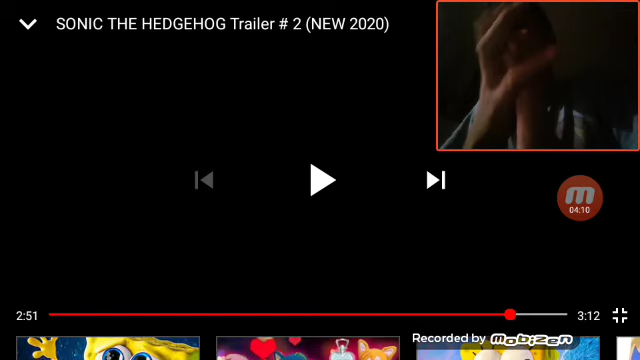 SONIC THE HEDGEHOG Trailer # 2 (NEW 2020)
04:10
2:51
3:12
Recorded by mobizen